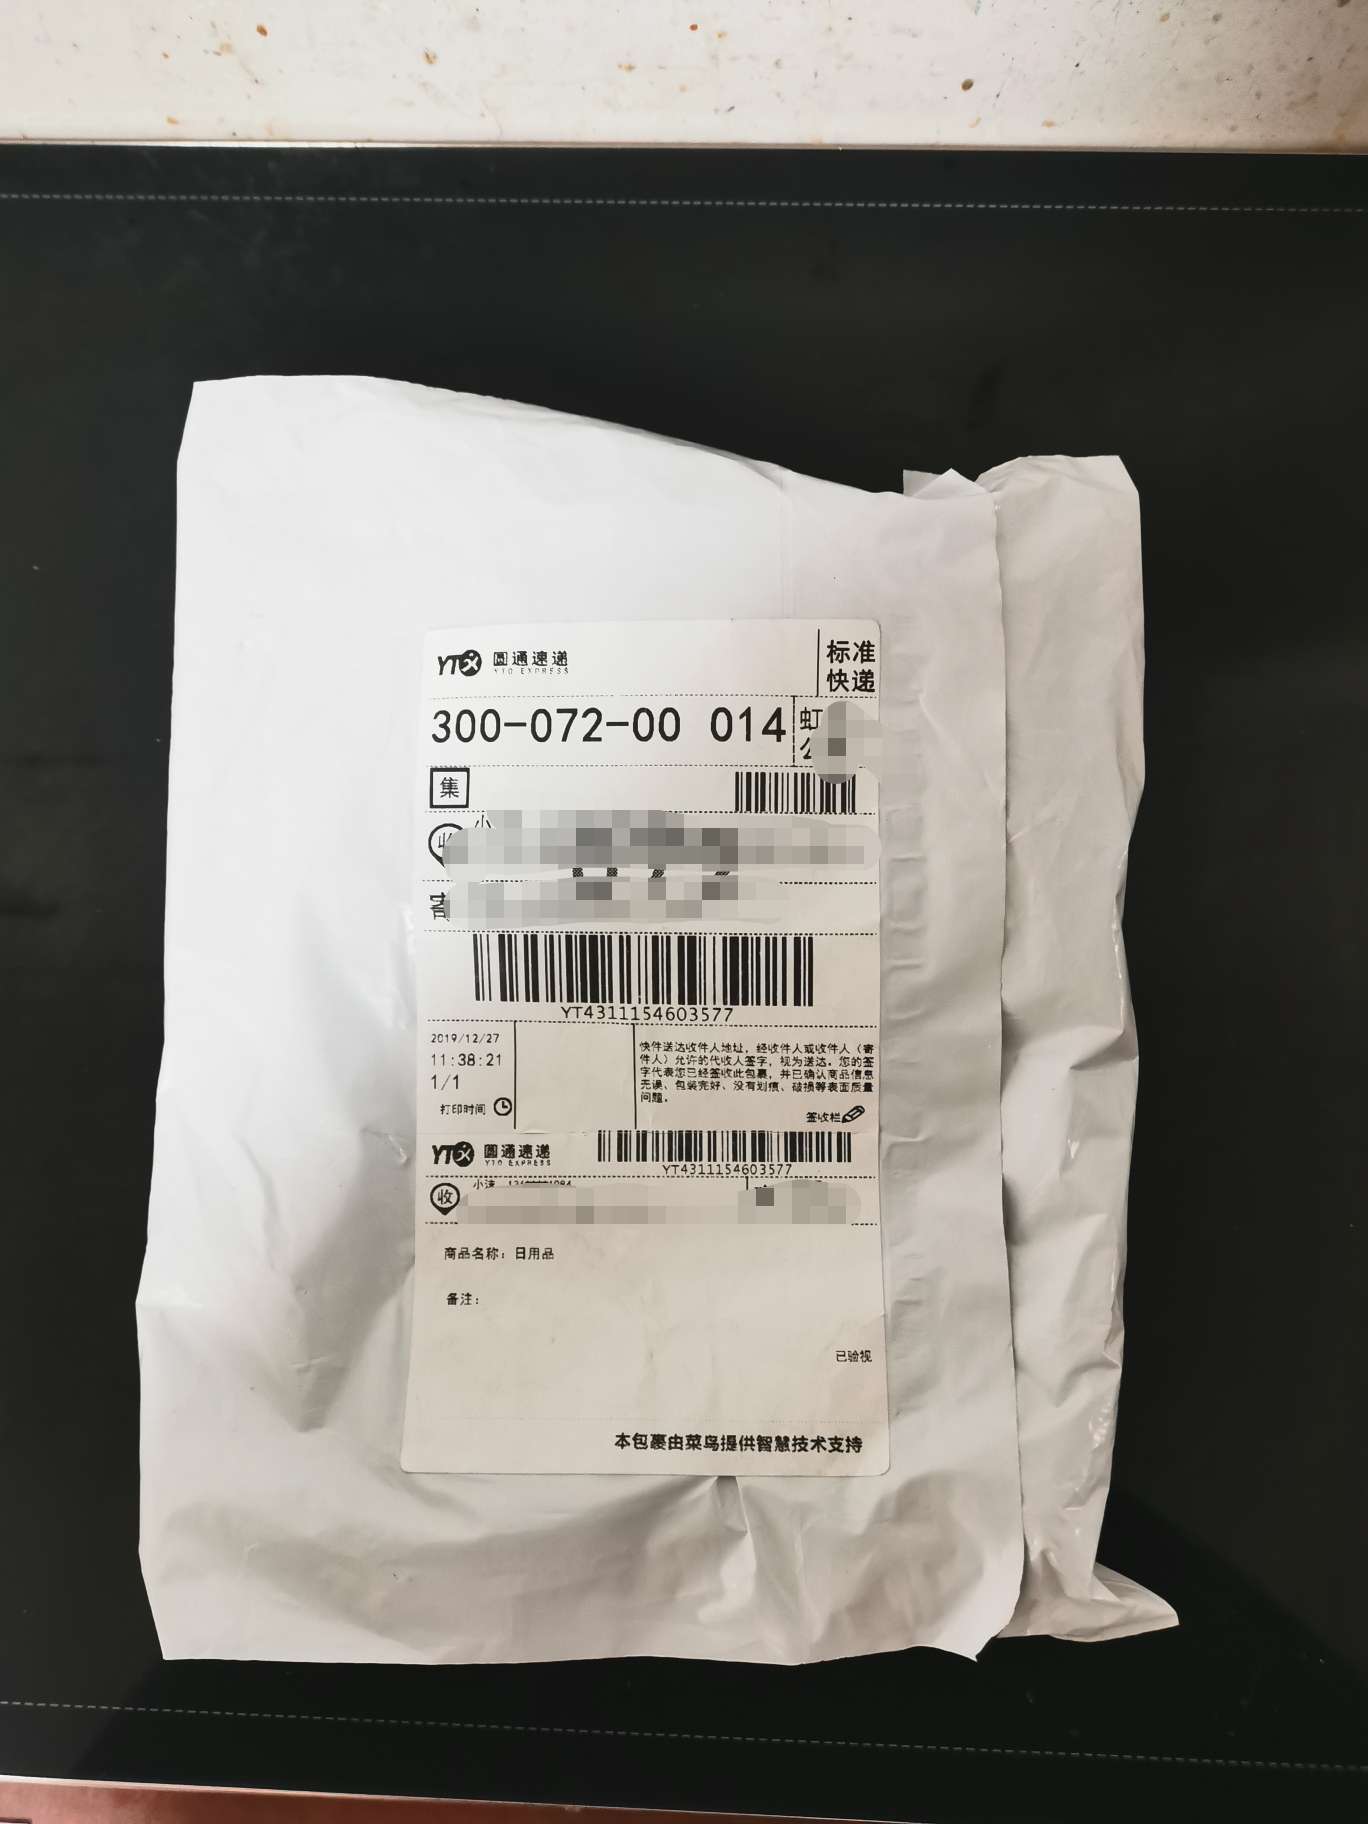 YTO 圆通速递
YTO EXPRESS
标准
快递
300-072-00 014
虹
集
小
收
寄
YT4311154603577
2019/12/27
11:38:21
1/1
打印时间
快件送达收件人地址，经收件人或收件人（寄
件人）允许的代收人签字，视为送达。您的签
字代表您已经签收此包裹，并已确认商品信息
无误、包装完好、没有划痕、破损等表面质量
问题。
签收栏
YTO 圆通速递
YTO EXPRESS
YT4311154603577
收
商品名称：日用品
备注：
已验视
本包裹由菜鸟提供智慧技术支持